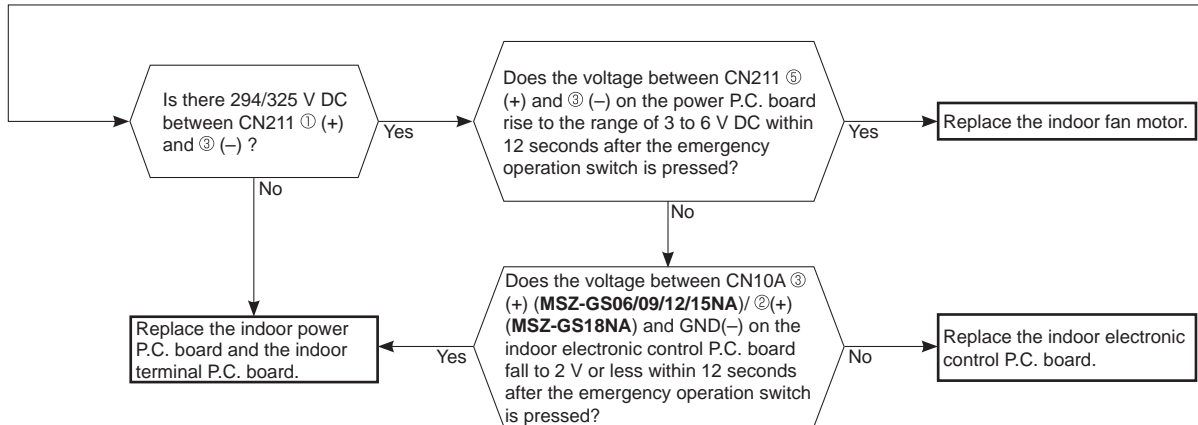 Is there 294/325 V DC
between CN211 ① (+)
and ③ (–) ?
Yes
No
Does the voltage between CN211 ⑤
(+) and ③ (–) on the power P.C. board
rise to the range of 3 to 6 V DC within
12 seconds after the emergency
operation switch is pressed?
Yes
No
Replace the indoor fan motor.
Does the voltage between CN10A ③
(+) (MSZ-GS06/09/12/15NA)/ ②(+)
(MSZ-GS18NA) and GND(–) on the
indoor electronic control P.C. board
fall to 2 V or less within 12 seconds
after the emergency operation switch
is pressed?
Yes
No
Replace the indoor power
P.C. board and the indoor
terminal P.C. board.
Replace the indoor electronic
control P.C. board.